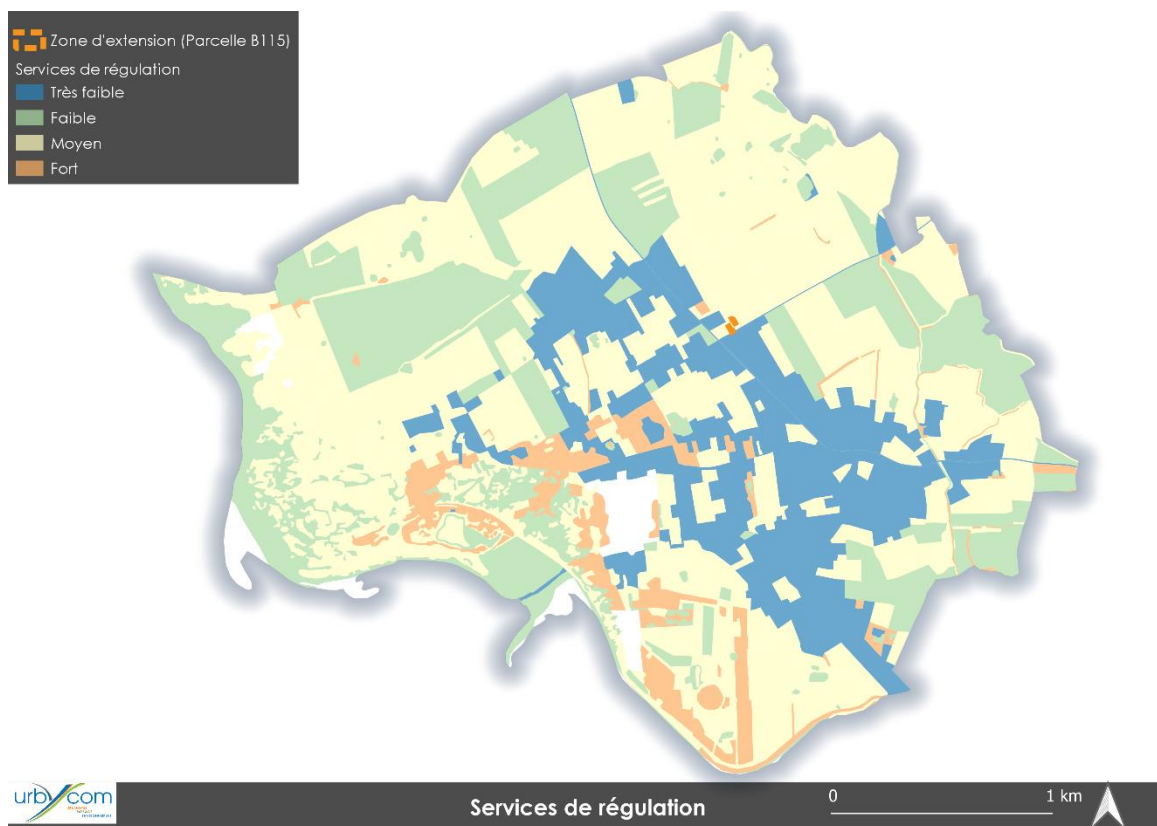 Zone d'extension (Parcelle B115)
Services de régulation
Très faible
Faible
Moyen
Fort
urbycom
Services de régulation
0 1 km